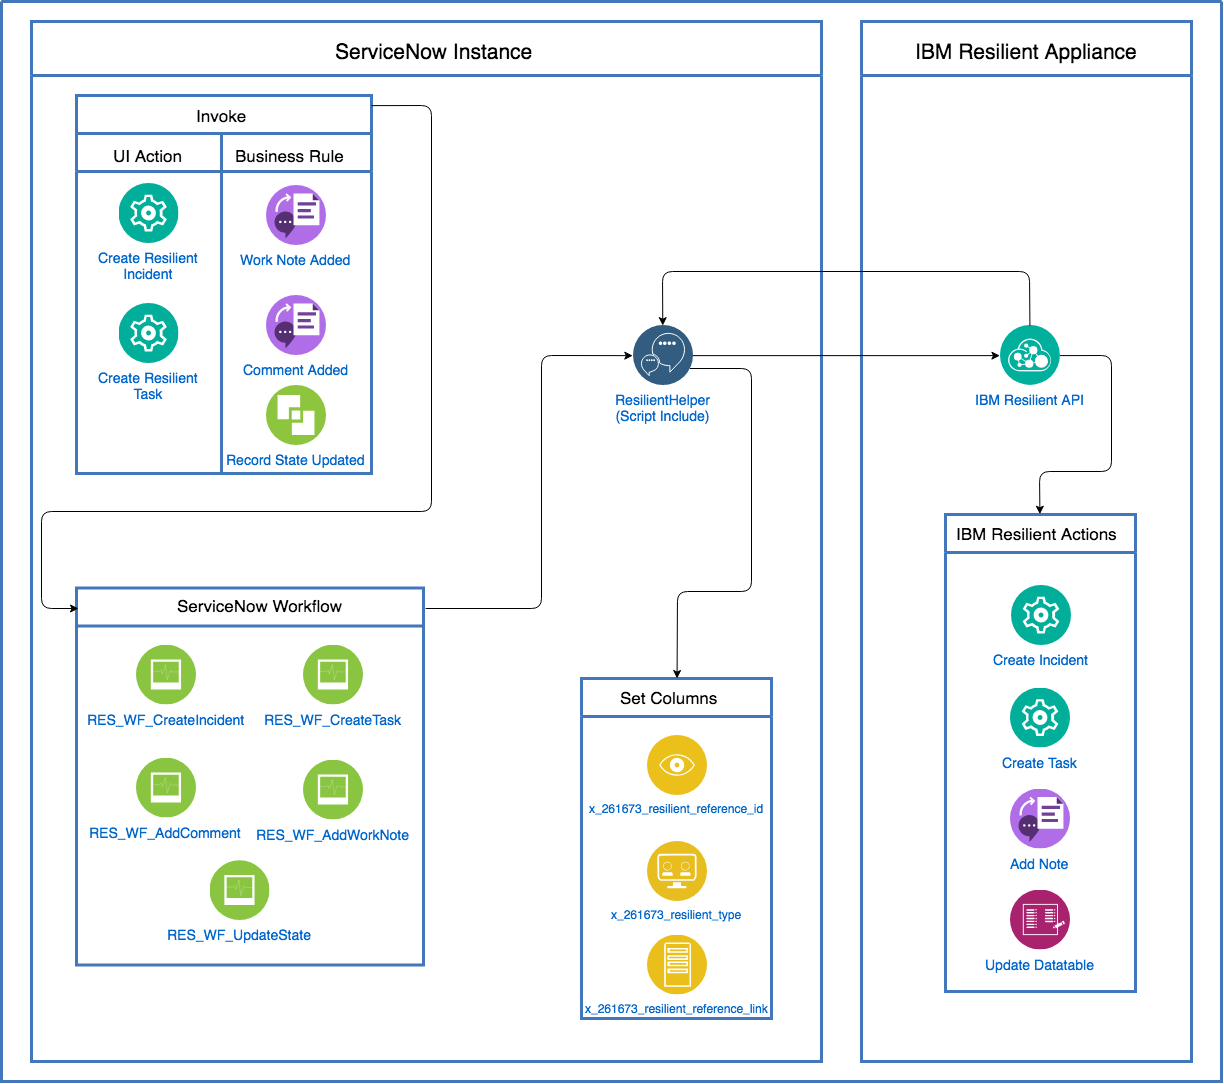 ServiceNow Instance
IBM Resilient Appliance
Invoke
UI Action
Business Rule
Create Resilient
Incident
Work Note Added
Create Resilient
Task
Comment Added
Record State Updated
ResilientHelper
(Script Include)
IBM Resilient API
ServiceNow Workflow
RES_WF_CreateIncident
RES_WF_CreateTask
RES_WF_AddComment
RES_WF_AddWorkNote
RES_WF_UpdateState
Set Columns
x_261673_resilient_reference_id
x_261673_resilient_type
x_261673_resilient_reference_link
IBM Resilient Actions
Create Incident
Create Task
Add Note
Update Datatable